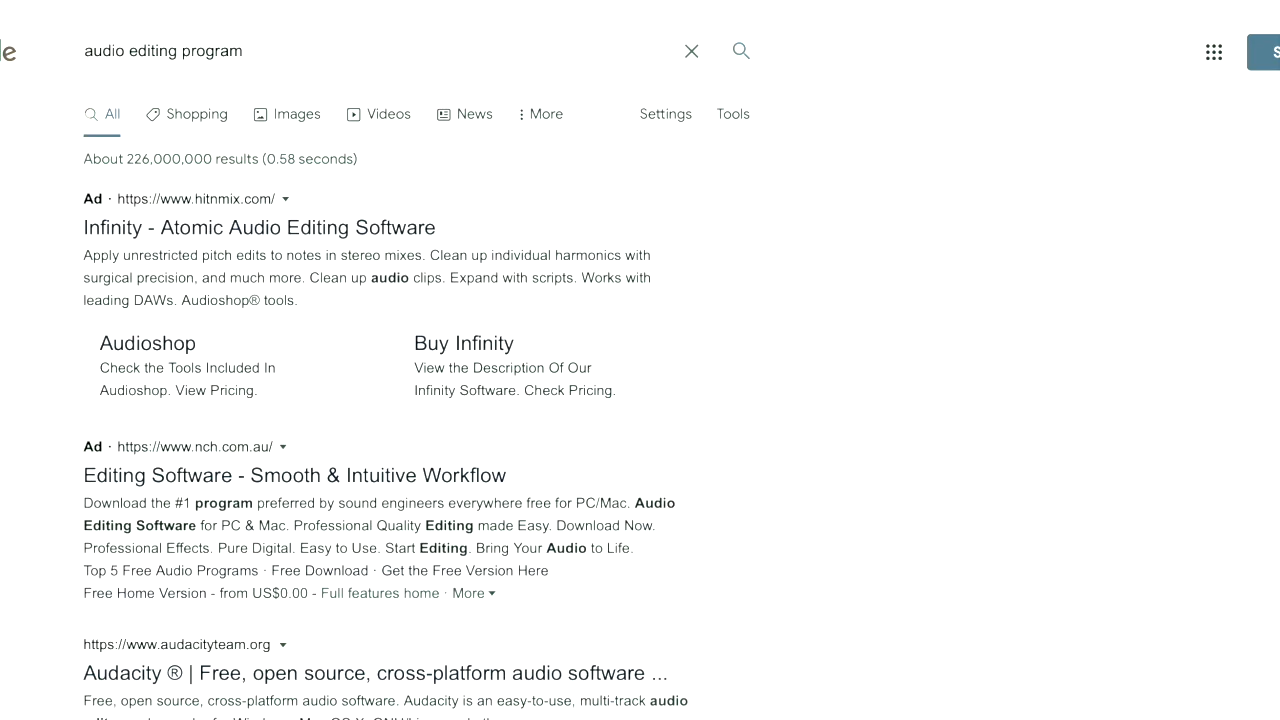 le
audio editing program
All Shopping Images Videos News More Settings Tools
About 226,000,000 results (0.58 seconds)
Ad · https://www.hitnmix.com/
Infinity - Atomic Audio Editing Software
Apply unrestricted pitch edits to notes in stereo mixes. Clean up individual harmonics with
surgical precision, and much more. Clean up audio clips. Expand with scripts. Works with
leading DAWs. Audioshop® tools.
Audioshop
Check the Tools Included In
Audioshop. View Pricing.
Buy Infinity
View the Description Of Our
Infinity Software. Check Pricing.
Ad · https://www.nch.com.au/
Editing Software - Smooth & Intuitive Workflow
Download the #1 program preferred by sound engineers everywhere free for PC/Mac. Audio
Editing Software for PC & Mac. Professional Quality Editing made Easy. Download Now.
Professional Effects. Pure Digital. Easy to Use. Start Editing. Bring Your Audio to Life.
Top 5 Free Audio Programs · Free Download · Get the Free Version Here
Free Home Version - from US$0.00 - Full features home · More
https://www.audacityteam.org
Audacity ® | Free, open source, cross-platform audio software ...
Free, open source, cross-platform audio software. Audacity is an easy-to-use, multi-track audio